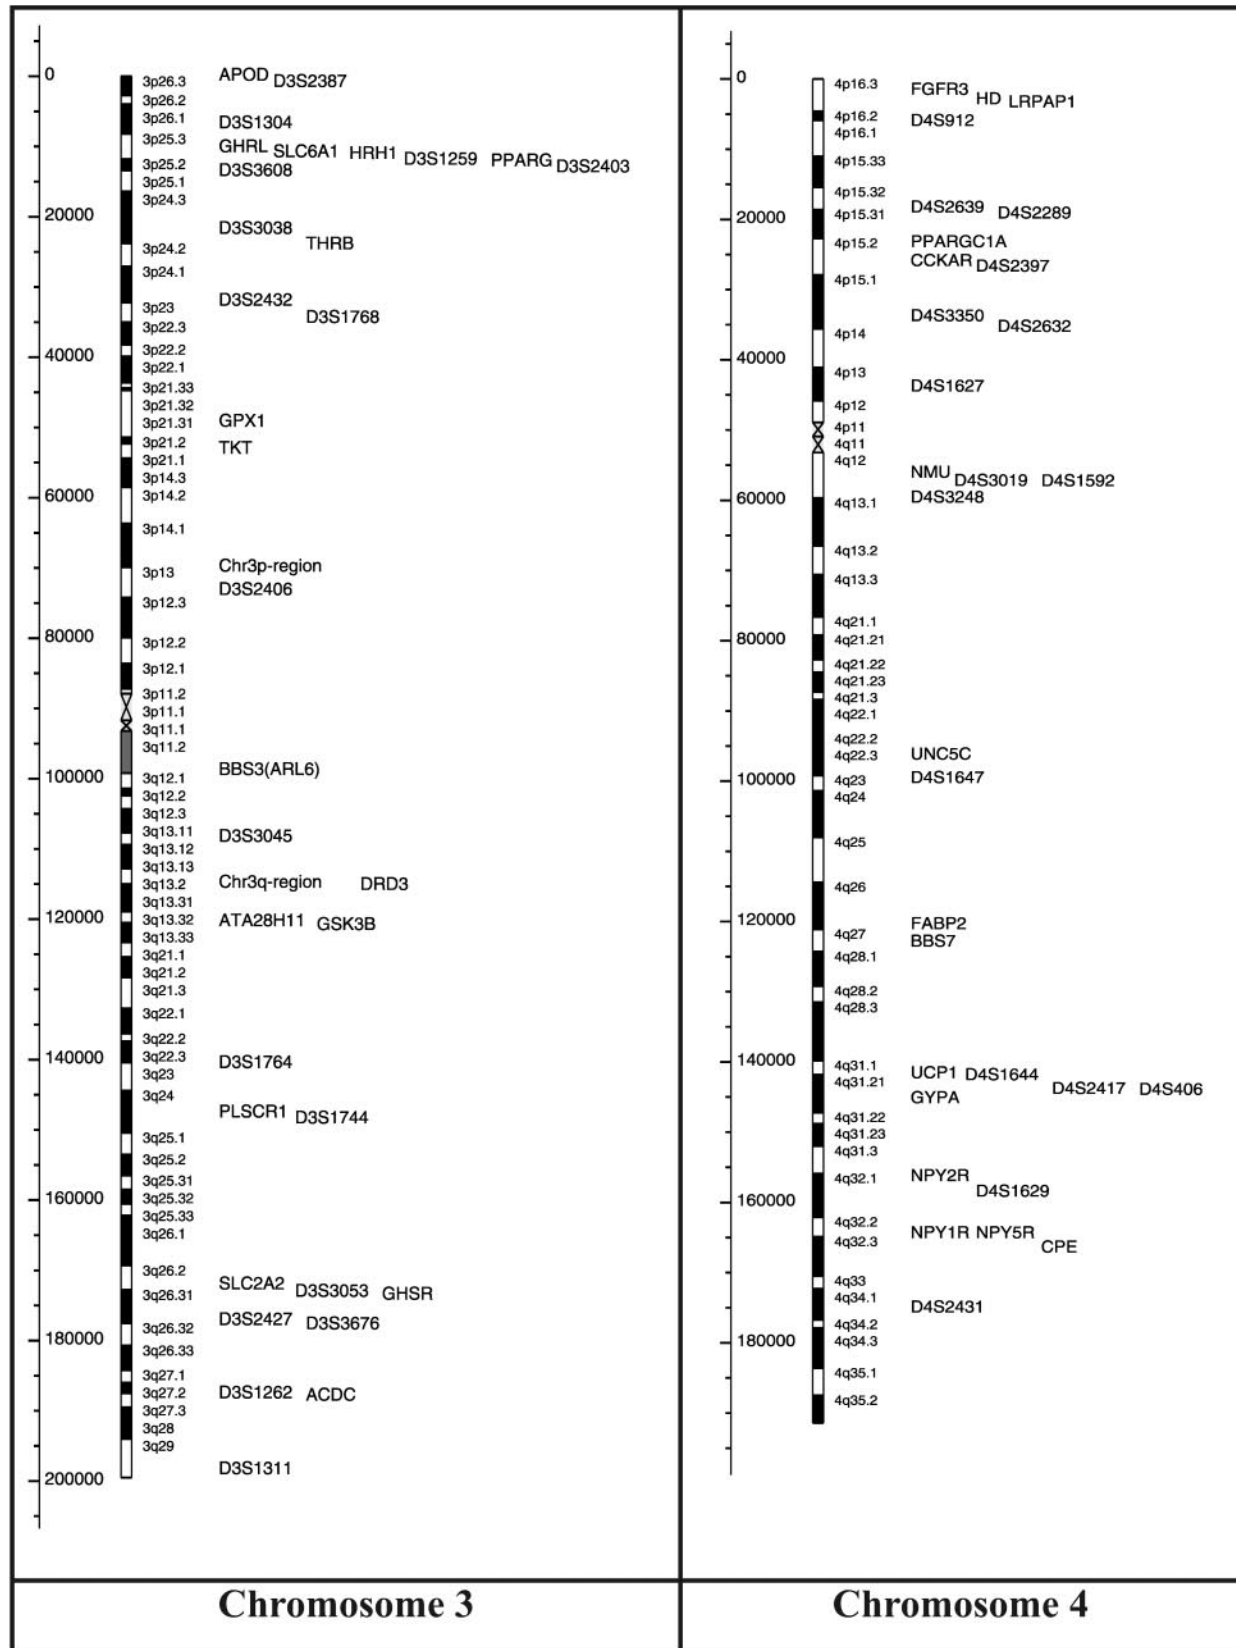 0
3p26.3 APOD D3S2387
3p26.2
3p26.1 D3S1304
3p25.3 GHRL SLC6A1 HRH1 D3S1259 PPARG D3S2403
3p25.2 D3S3608
3p25.1
3p24.3
20000
D3S3038
THRB
3p24.2
3p24.1
D3S2432
3p23 D3S1768
3p22.3
3p22.2
40000
3p22.1
3p21.33
3p21.32
3p21.31 GPX1
3p21.2 TKT
3p21.1
3p14.3
60000
3p14.2
3p14.1
3p13 Chr3p-region
D3S2406
3p12.3
80000
3p12.2
3p12.1
3p11.2
3p11.1
3q11.1
3q11.2
BBS3(ARL6)
100000
3q12.1
3q12.2
3q12.3
3q13.11 D3S3045
3q13.12
3q13.13
3q13.2 Chr3q-region DRD3
3q13.31
120000
3q13.32 ATA28H11 GSK3B
3q13.33
3q21.1
3q21.2
3q21.3
3q22.1
3q22.2
140000
3q22.3 D3S1764
3q23
3q24
PLSCR1 D3S1744
3q25.1
3q25.2
3q25.31
160000
3q25.32
3q25.33
3q26.1
3q26.2
SLC2A2 D3S3053 GHSR
3q26.31
D3S2427 D3S3676
3q26.32
180000
3q26.33
3q27.1
3q27.2 D3S1262 ACDC
3q27.3
3q28
3q29
D3S1311
200000
Chromosome 3
0
4p16.3 FGFR3 HD LRPAP1
4p16.2 D4S912
4p16.1
4p15.33
4p15.32
D4S2639 D4S2289
20000
4p15.31
4p15.2 PPARGC1A
CCKAR D4S2397
4p15.1
D4S3350 D4S2632
4p14
40000
4p13 D4S1627
4p12
4p11
4q11
4q12
NMU D4S3019 D4S1592
60000
4q13.1 D4S3248
4q13.2
4q13.3
4q21.1
80000
4q21.21
4q21.22
4q21.23
4q21.3
4q22.1
4q22.2
4q22.3 UNC5C
100000
4q23 D4S1647
4q24
4q25
4q26
120000
FABP2
4q27 BBS7
4q28.1
4q28.2
4q28.3
140000
4q31.1 UCP1 D4S1644
4q31.21 D4S2417 D4S406
GYPA
4q31.22
4q31.23
4q31.3
4q32.1 NPY2R D4S1629
160000
4q32.2
NPY1R NPY5R
4q32.3 CPE
4q33
4q34.1 D4S2431
4q34.2
180000
4q34.3
4q35.1
4q35.2
Chromosome 4